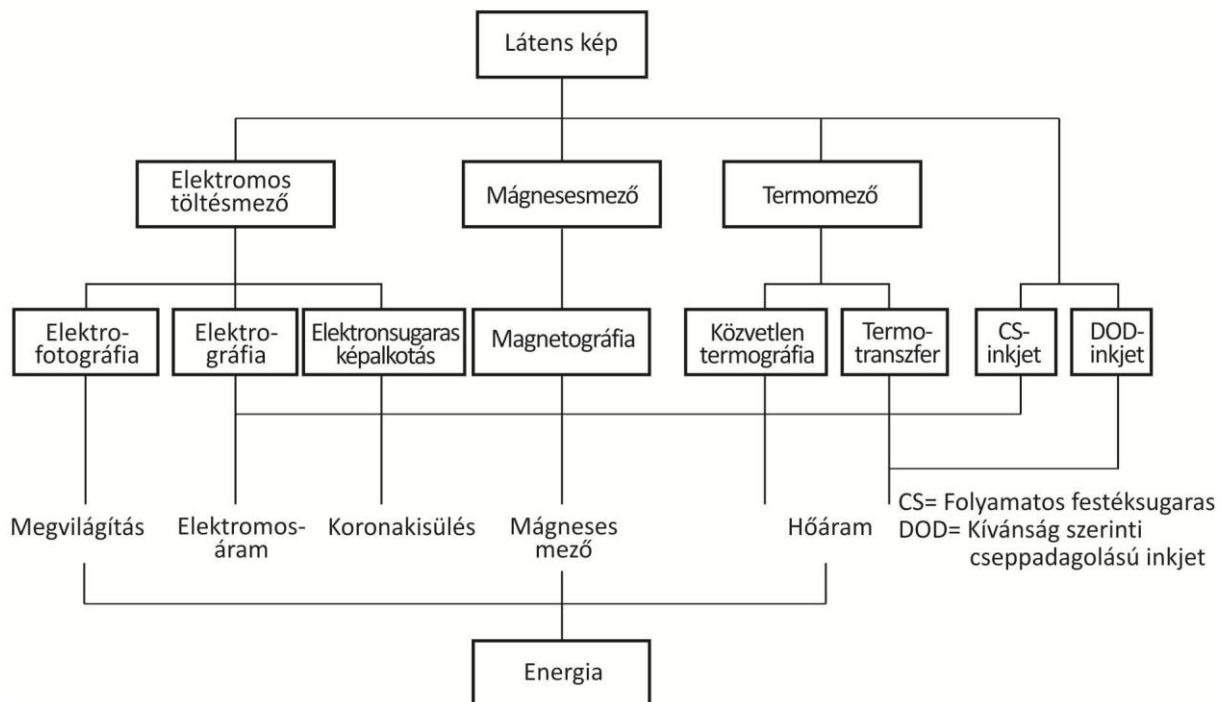 Látens kép
Elektromos
töltésmező
Mágnesesmező
Termomező
Elektro-
fotográfia
Elektro-
gráfia
Elektronsugaras
képalkotás
Magnetográfia
Közvetlen
termográfia
Termo-
transzfer
CS-
inkjet
DOD-
inkjet
Megvilágítás
Elektromos-
áram
Koronakisülés
Mágneses
mező
Hőáram
CS= Folyamatos festéksugaras
DOD= Kívánság szerinti
cseppadagolású inkjet
Energia